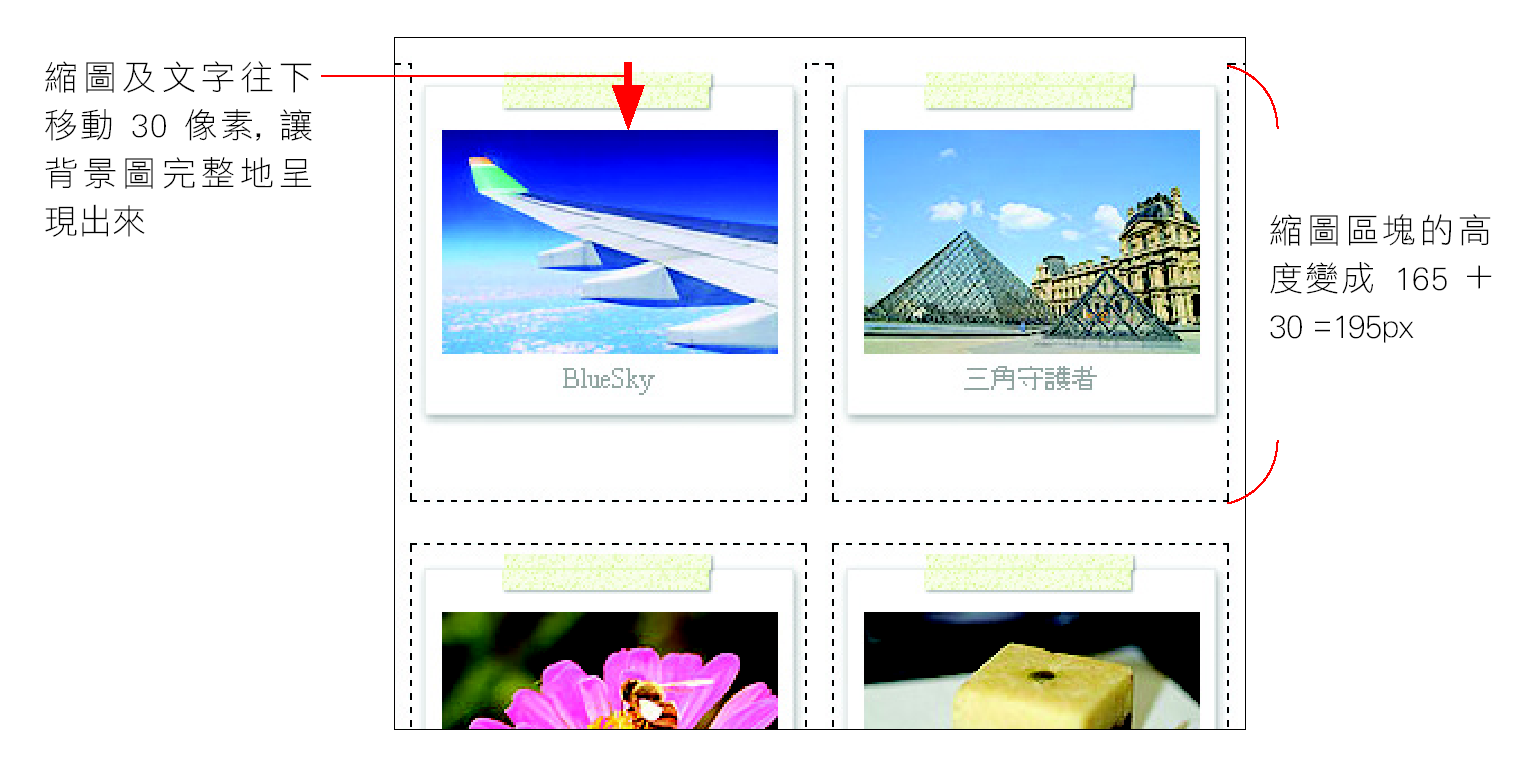 縮圖及文字往下
移動 30 像素, 讓
背景圖完整地呈
現出來
BlueSky
三角守護者
縮圖區塊的高
度變成 165 +
30 =195px